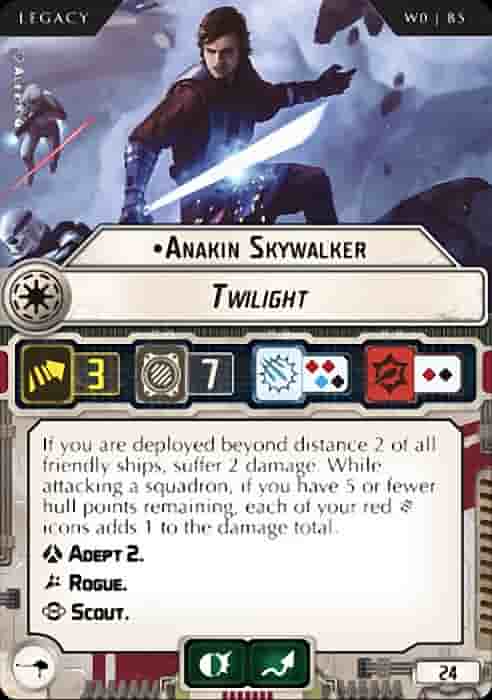 LEGACY
W0 | BS
•ANAKIN SKYWALKER
TWILIGHT
3
7
If you are deployed beyond distance 2 of all
friendly ships, suffer 2 damage. While
attacking a squadron, if you have 5 or fewer
hull points remaining, each of your red
icons adds 1 to the damage total.
ADEPT 2.
ROGUE.
SCOUT.
24